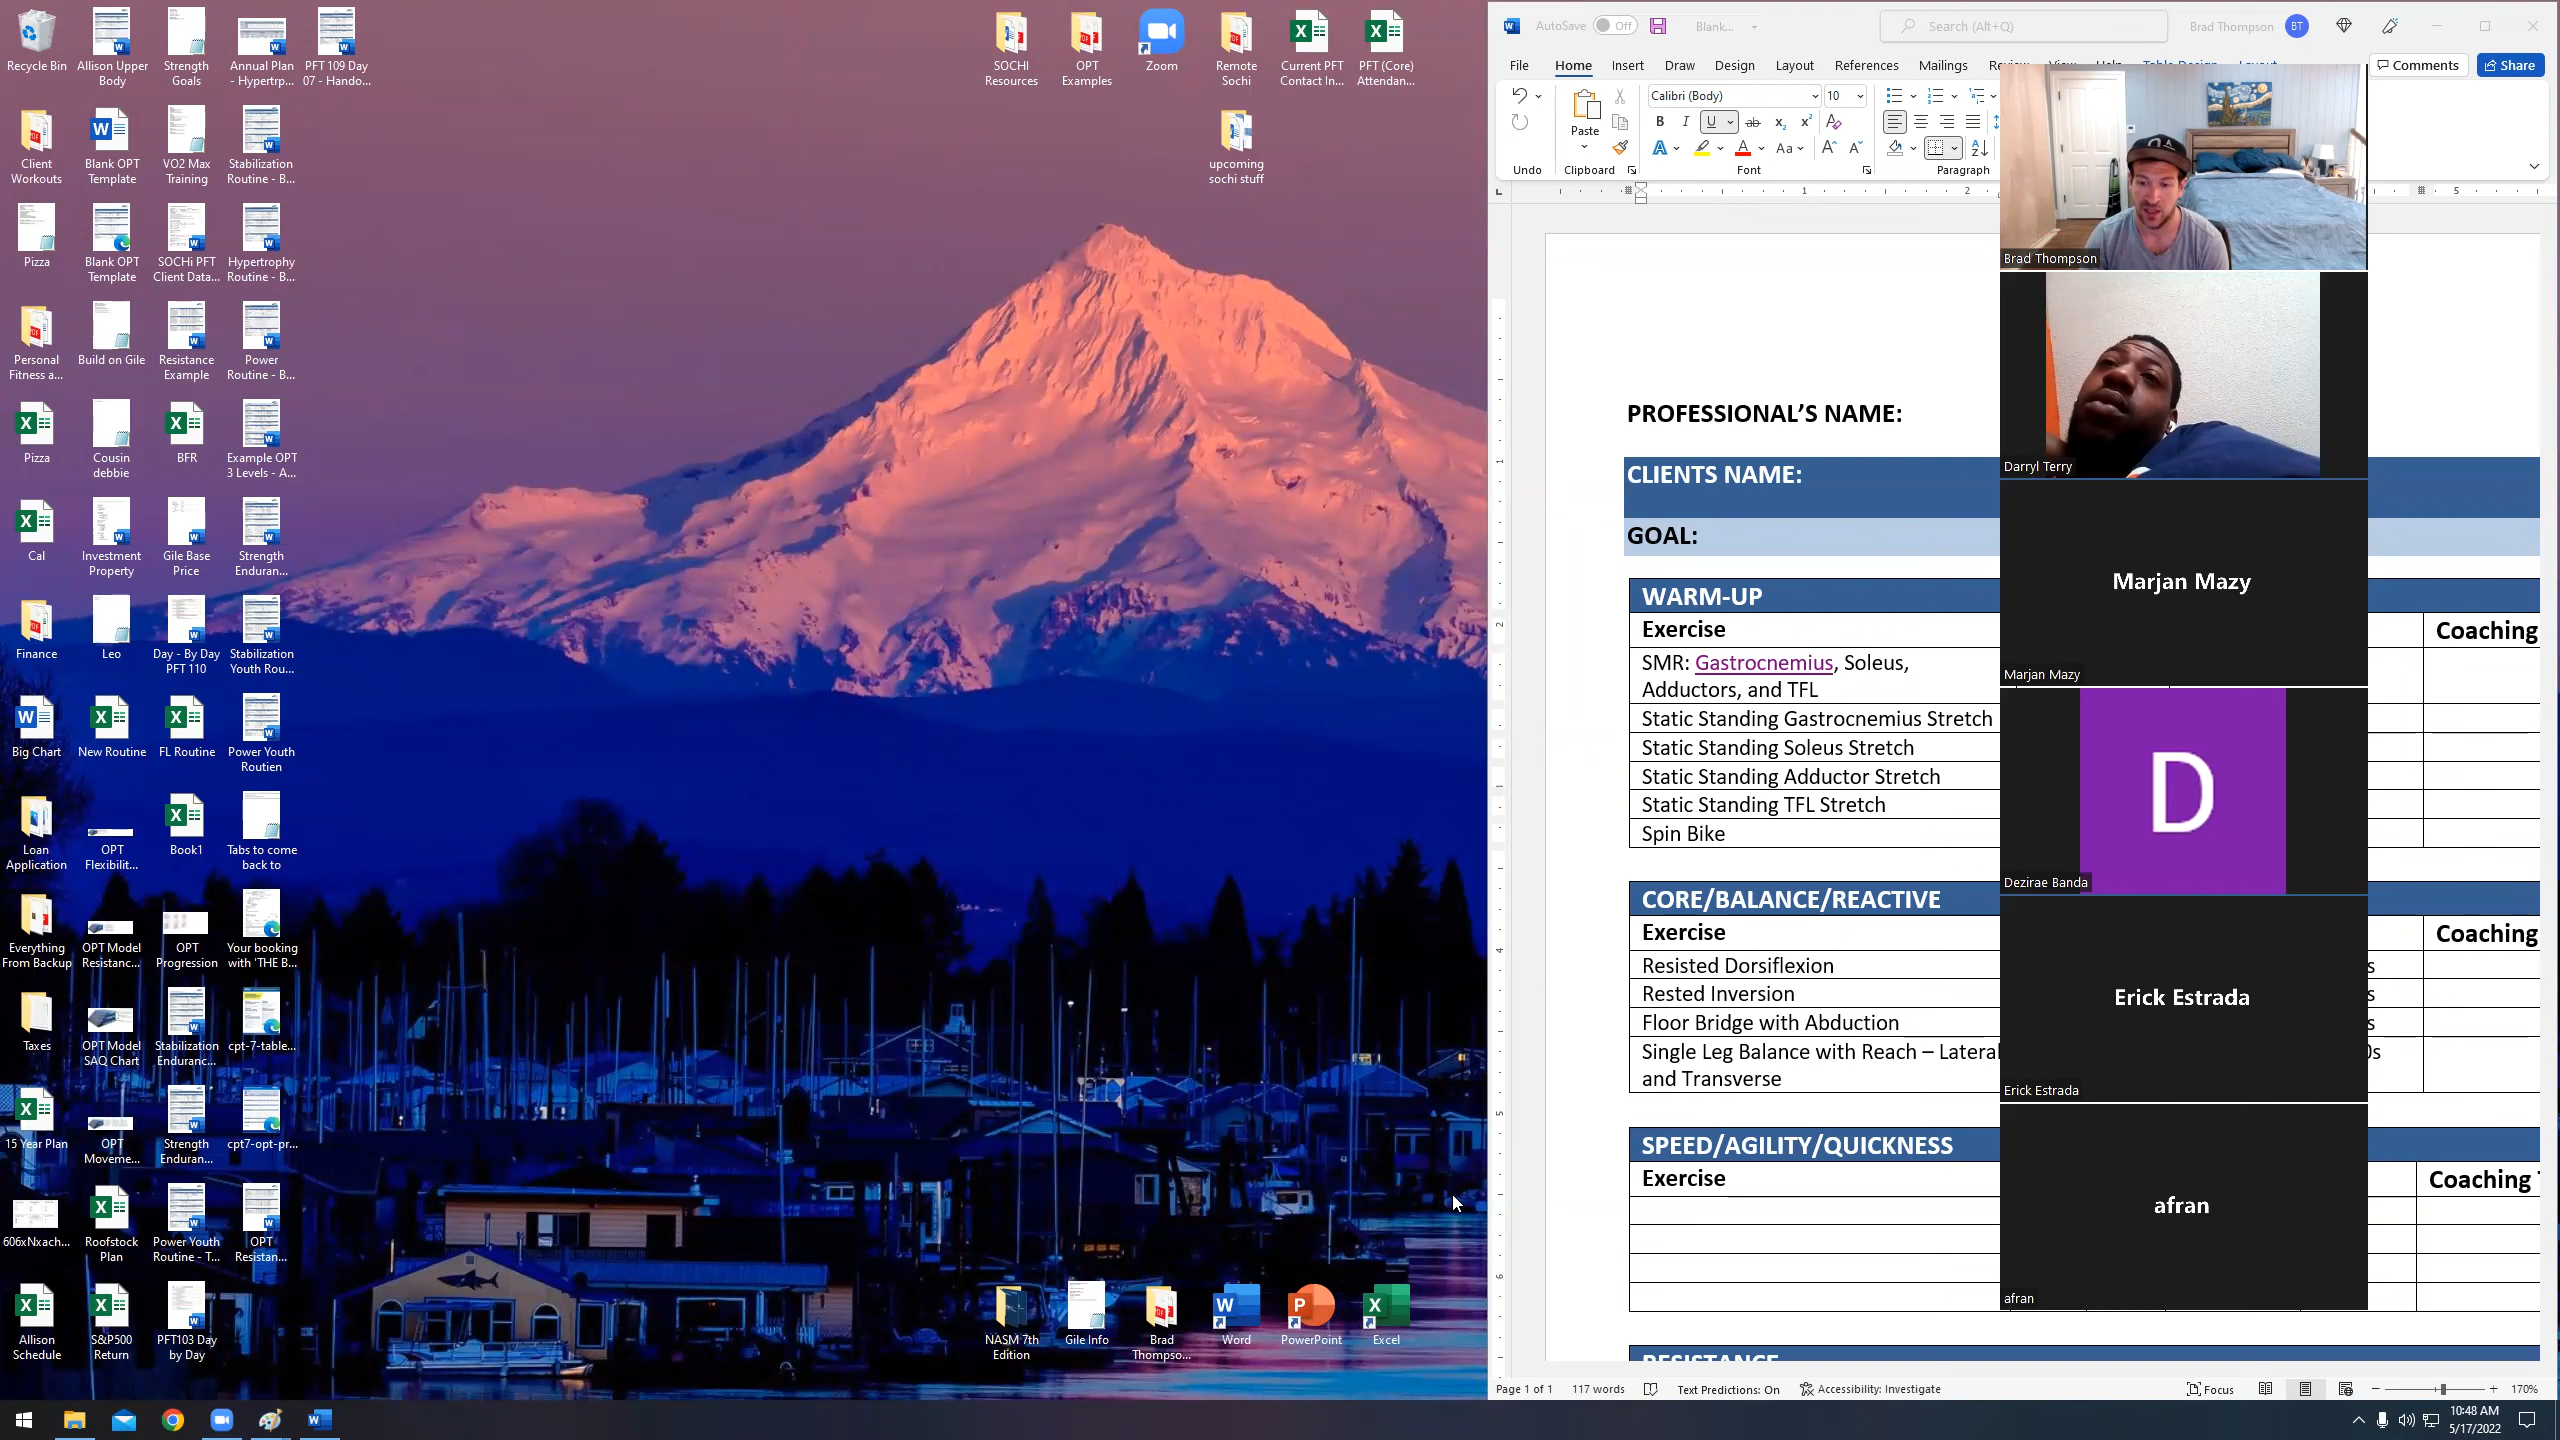 Recycle Bin
Allison Upper
Body
Strength
Goals
Annual Plan
- Hypertrp...
PFT 109 Day
07 - Hando...
Client
Workouts
Blank OPT
Template
VO2 Max
Training
Stabilization
Routine - B...
Pizza
Blank OPT
Template
SOCHi PFT
Client Data...
Hypertrophy
Routine - B...
Personal
Fitness a...
Build on Gile
Resistance
Example
Power
Routine - B...
Pizza
Cousin
debbie
BFR
Example OPT
3 Levels - A...
Cal
Investment
Property
Gile Base
Price
Strength
Enduran...
Finance
Leo
Day - By Day
PFT 110
Stabilization
Youth Rou...
Big Chart
New Routine
FL Routine
Power Youth
Routien
Loan
Application
OPT
Flexibilit...
Book1
Tabs to come
back to
Everything
From Backup
OPT Model
Resistanc...
OPT
Progression
Your booking
with 'THE B...
Taxes
OPT Model
SAQ Chart
Stabilization
Enduranc...
cpt-7-table...
15 Year Plan
OPT
Moveme...
Strength
Enduran...
cpt7-opt-pr...
606xNxach...
Roofstock
Plan
Power Youth
Routine - T...
OPT
Resistan...
Allison
Schedule
S&P500
Return
PFT103 Day
by Day
SOCHI
Resources
OPT
Examples
Zoom
Remote
Sochi
Current PFT
Contact In...
PFT (Core)
Attendan...
upcoming
sochi stuff
NASM 7th
Edition
Gile Info
Brad
Thompso...
Word
PowerPoint
Excel
AutoSave Off Blank... Search (Alt+Q) Brad Thompson BT
File Home Insert Draw Design Layout References Mailings Review View Help Table Design Layout Comments Share
Calibri (Body) 10
Paste
Undo Clipboard Font Paragraph
PROFESSIONAL’S NAME:
CLIENTS NAME:
GOAL:
WARM-UP
Exercise Coaching
SMR: Gastrocnemius, Soleus,
Adductors, and TFL
Static Standing Gastrocnemius Stretch
Static Standing Soleus Stretch
Static Standing Adductor Stretch
Static Standing TFL Stretch
Spin Bike
CORE/BALANCE/REACTIVE
Exercise Coaching
Resisted Dorsiflexion s
Rested Inversion s
Floor Bridge with Abduction s
Single Leg Balance with Reach – Lateral 0s
and Transverse
SPEED/AGILITY/QUICKNESS
Exercise Coaching
RESISTANCE
Brad Thompson
Darryl Terry
Marjan Mazy
Marjan Mazy
D
Dezirae Banda
Erick Estrada
Erick Estrada
afran
afran
Page 1 of 1 117 words Text Predictions: On Accessibility: Investigate Focus 170%
10:48 AM
5/17/2022